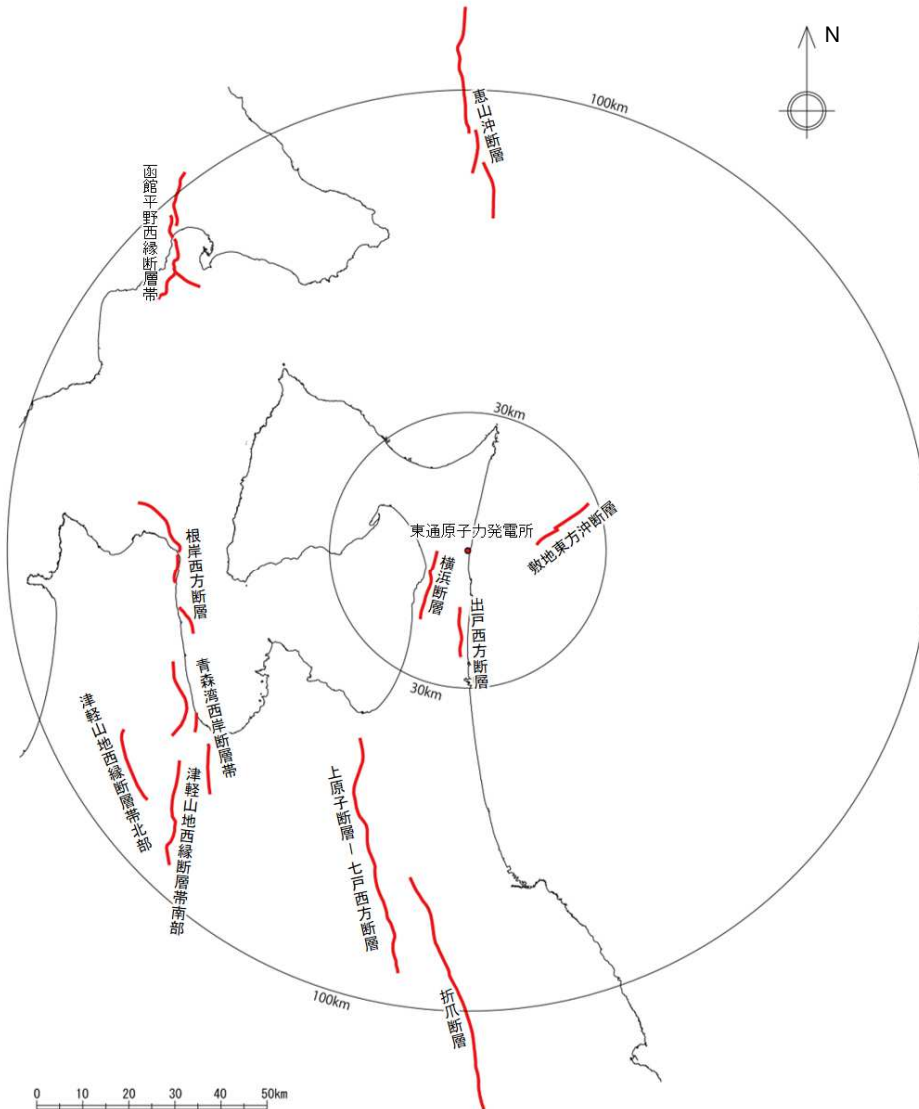 N
100km
恵山沖断層
函館平野西縁断層帯
30km
東通原子力発電所
敷地東方沖断層
横浜断層
根岸西方断層
出戸西方断層
30km
青森湾西岸断層帯
津軽山地西縁断層帯北部
津軽山地西縁断層帯南部
上原子断層ー七戸西方断層
折爪断層
100km
0 10 20 30 50km